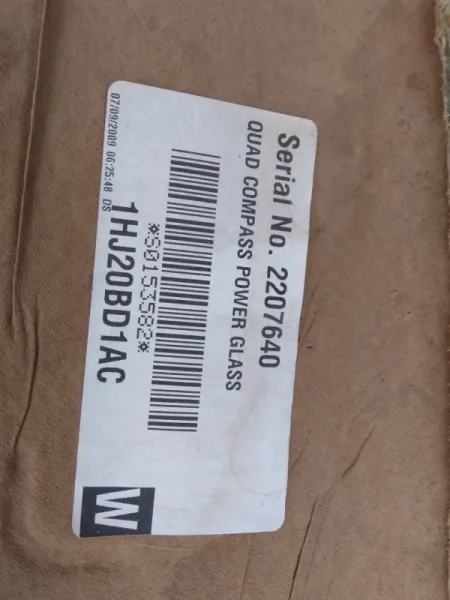 Serial No. 2207640
QUAD COMPASS POWER GLASS
*S0153582*
1HJ20BD1AC
07/09/2009 06:25:48 DS
W